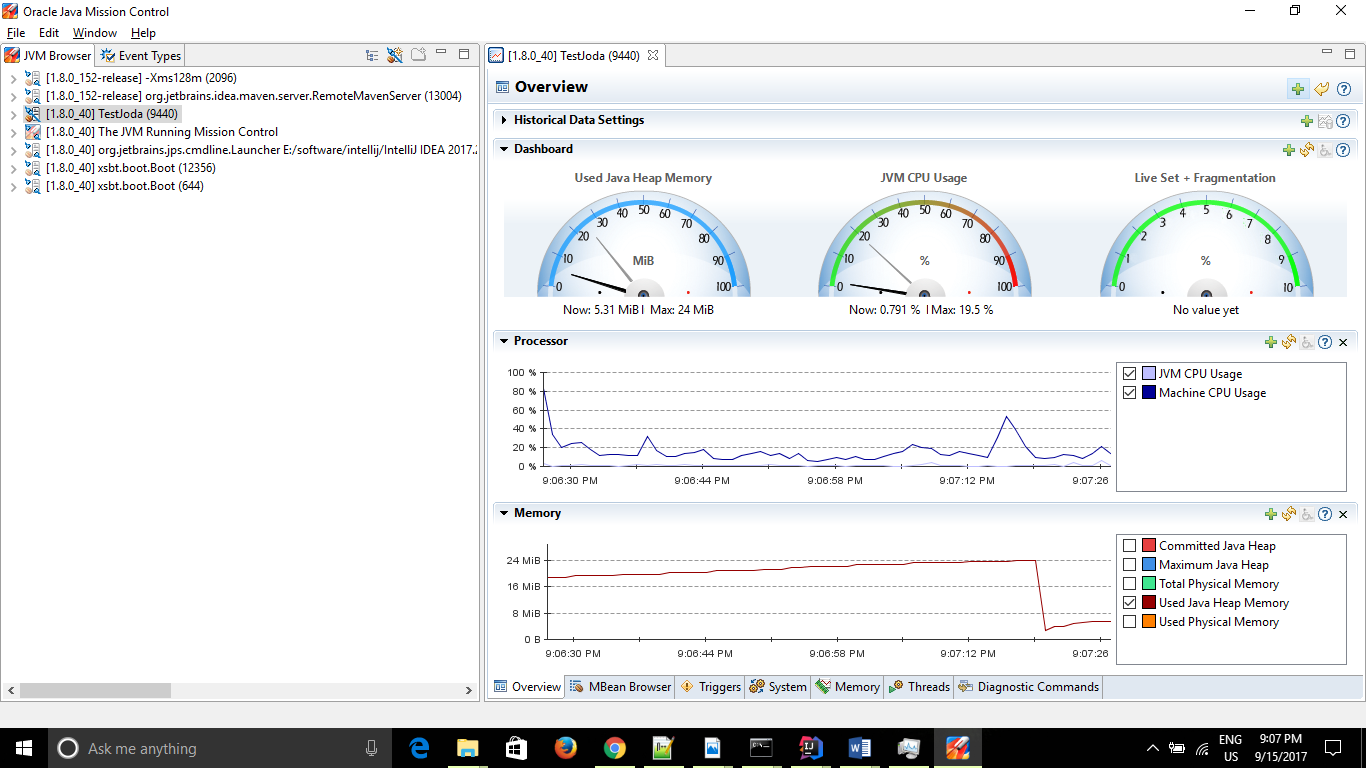 Oracle Java Mission Control
File Edit Window Help
JVM Browser Event Types
[1.8.0_152-release] -Xms128m (2096)
[1.8.0_152-release] org.jetbrains.idea.maven.server.RemoteMavenServer (13004)
[1.8.0_40] TestJoda (9440)
[1.8.0_40] The JVM Running Mission Control
[1.8.0_40] org.jetbrains.jps.cmdline.Launcher E:/software/intellij/IntelliJ IDEA 2017.2
[1.8.0_40] xsbt.boot.Boot (12356)
[1.8.0_40] xsbt.boot.Boot (644)
[1.8.0_40] TestJoda (9440)
Overview
Historical Data Settings
Dashboard
Used Java Heap Memory
0 10 20 30 40 50 60 70 80 90 100
MiB
Now: 5.31 MiB | Max: 24 MiB
JVM CPU Usage
0 10 20 30 40 50 60 70 80 90 100
%
Now: 0.791 % | Max: 19.5 %
Live Set + Fragmentation
0 1 2 3 4 5 6 7 8 9 10
%
No value yet
Processor
100 %
80 %
60 %
40 %
20 %
0 %
9:06:30 PM 9:06:44 PM 9:06:58 PM 9:07:12 PM 9:07:26
JVM CPU Usage
Machine CPU Usage
Memory
24 MiB
16 MiB
8 MiB
0 B
9:06:30 PM 9:06:44 PM 9:06:58 PM 9:07:12 PM 9:07:26
Committed Java Heap
Maximum Java Heap
Total Physical Memory
Used Java Heap Memory
Used Physical Memory
Overview MBean Browser Triggers System Memory Threads Diagnostic Commands
Ask me anything
ENG
US
9:07 PM
9/15/2017